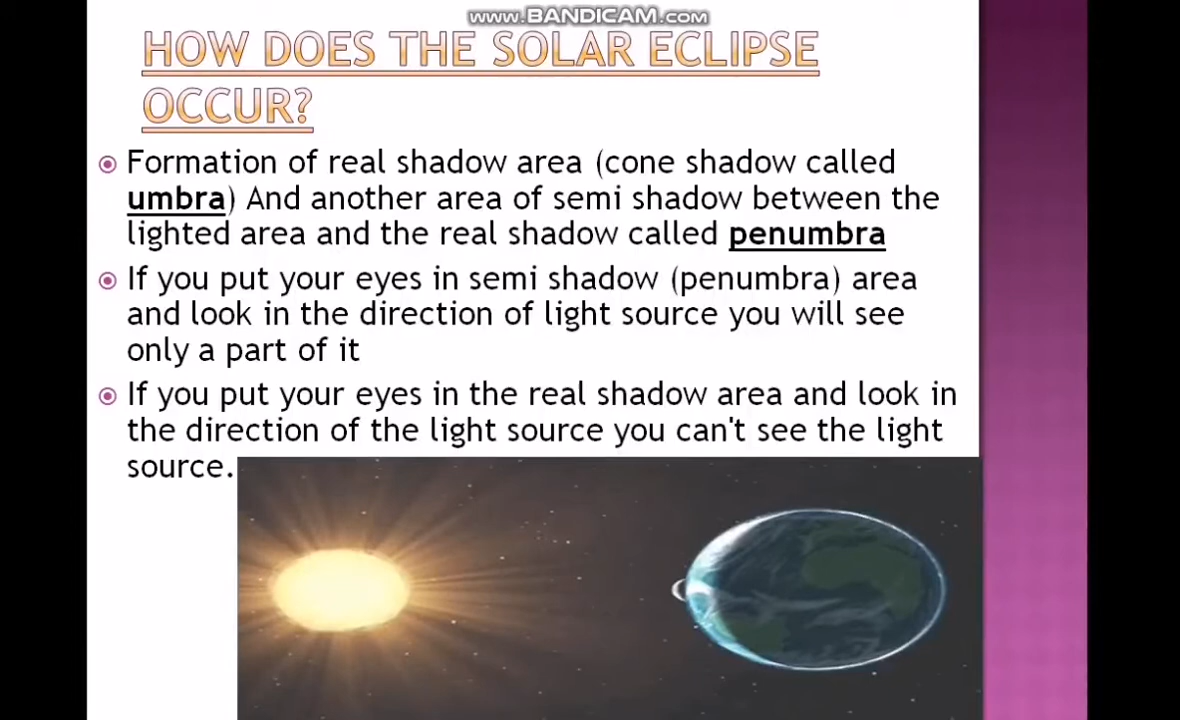 www.BANDICAM.com
HOW DOES THE SOLAR ECLIPSE
OCCUR?
Formation of real shadow area (cone shadow called
umbra) And another area of semi shadow between the
lighted area and the real shadow called penumbra
If you put your eyes in semi shadow (penumbra) area
and look in the direction of light source you will see
only a part of it
If you put your eyes in the real shadow area and look in
the direction of the light source you can't see the light
source.